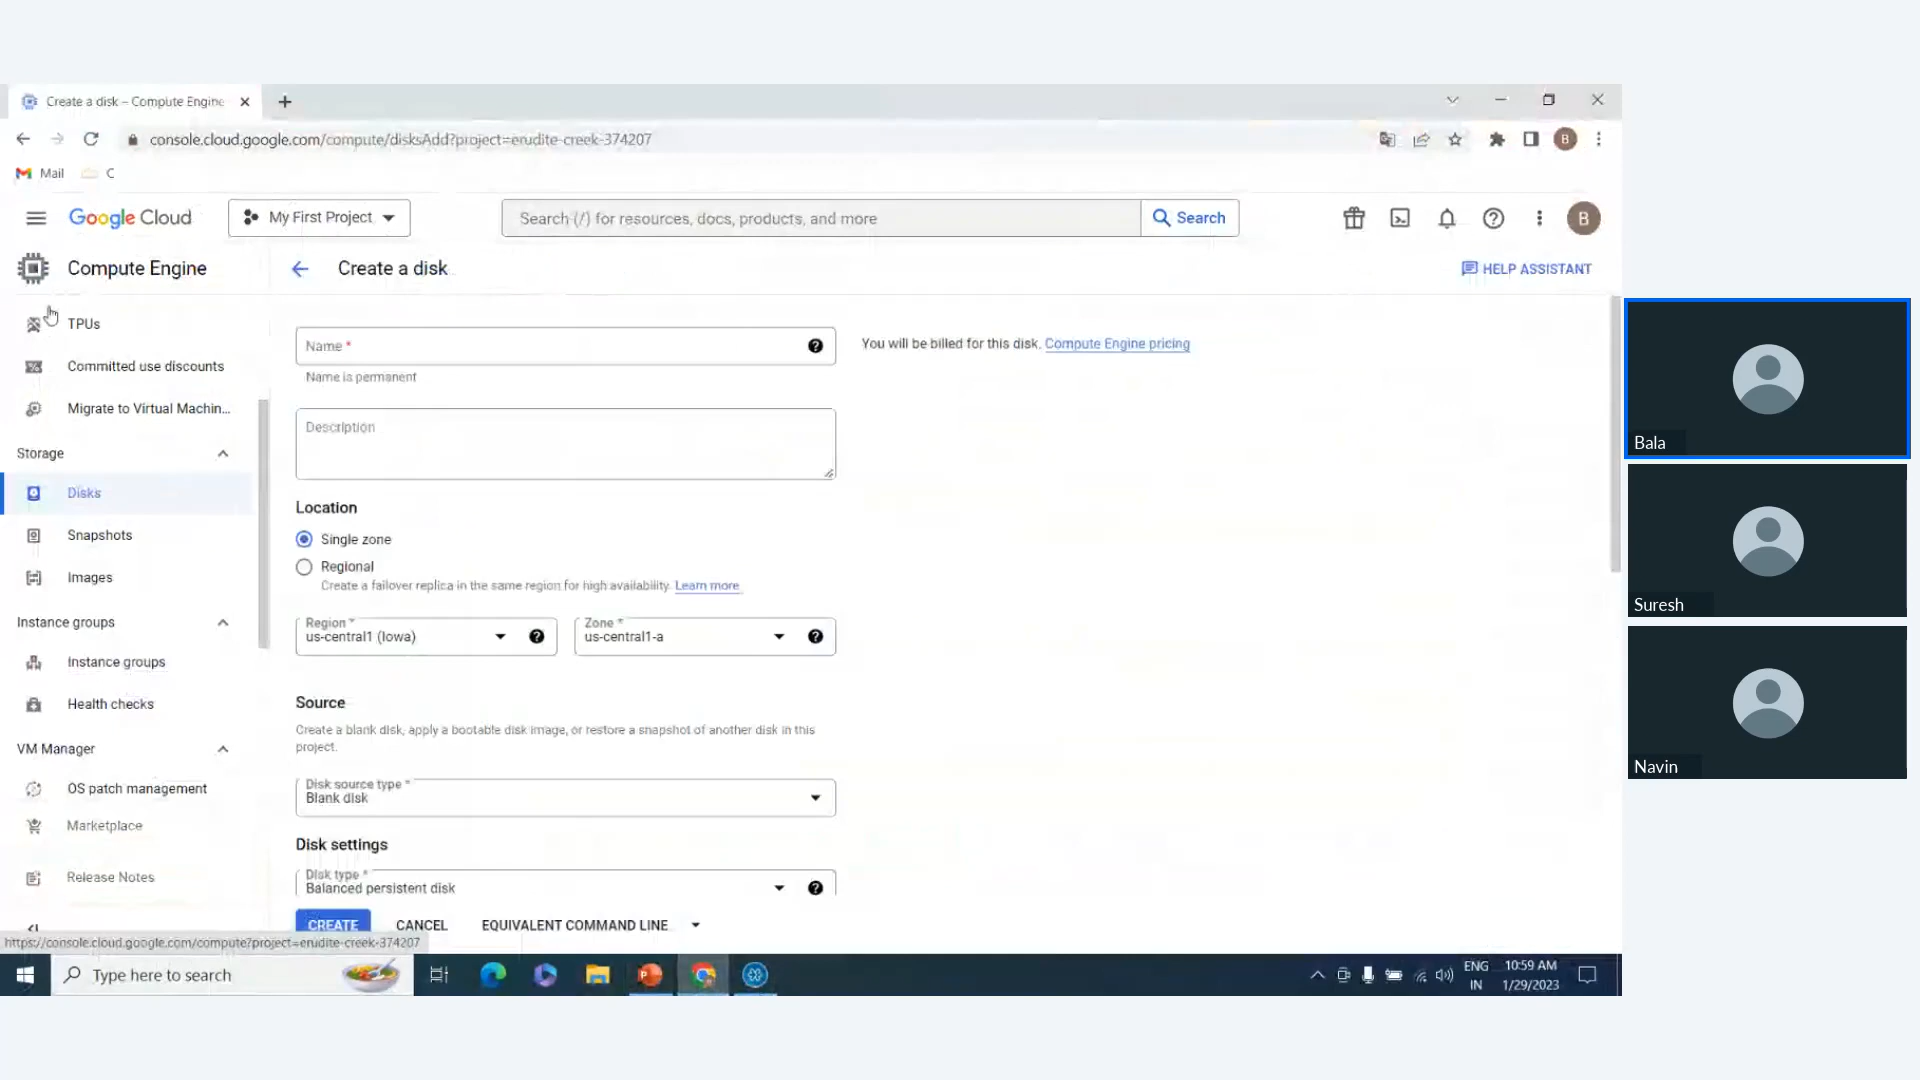 Create a disk – Compute Engine
console.cloud.google.com/compute/disksAdd?project=erudite-creek-374207
B
Mail
C
Google Cloud
My First Project
Search (/) for resources, docs, products, and more
Search
B
Compute Engine
Create a disk
HELP ASSISTANT
TPUs
Committed use discounts
Migrate to Virtual Machin...
Storage
Disks
Snapshots
Images
Instance groups
Instance groups
Health checks
VM Manager
OS patch management
Marketplace
Release Notes
Name *
Name is permanent
You will be billed for this disk. Compute Engine pricing
Description
Location
Single zone
Regional
Create a failover replica in the same region for high availability. Learn more
Region *
us-central1 (Iowa)
Zone *
us-central1-a
Source
Create a blank disk, apply a bootable disk image, or restore a snapshot of another disk in this
project.
Disk source type *
Blank disk
Disk settings
Disk type *
Balanced persistent disk
CREATE
CANCEL
EQUIVALENT COMMAND LINE
https://console.cloud.google.com/compute?project=erudite-creek-374207
Type here to search
ENG
IN
10:59 AM
1/29/2023
Bala
Suresh
Navin